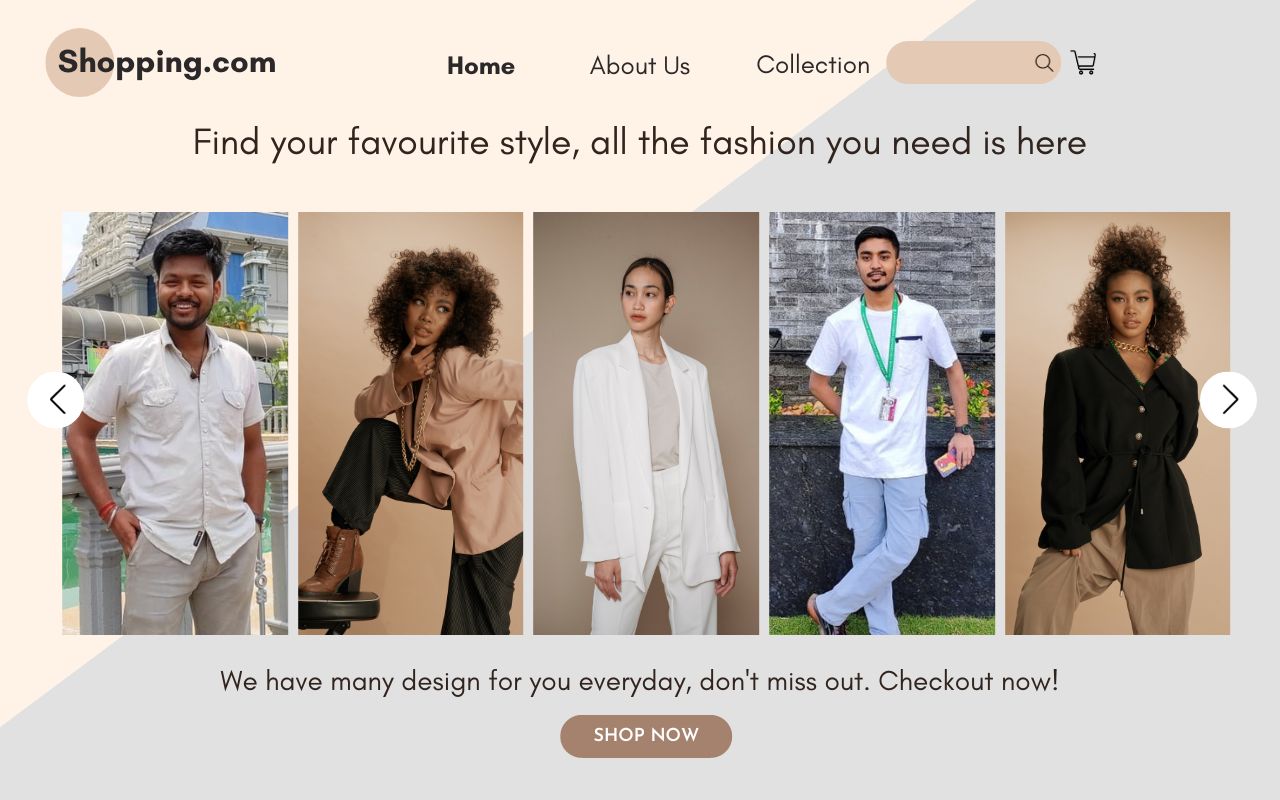 Shopping.com
Home
About Us
Collection
Find your favourite style, all the fashion you need is here
We have many design for you everyday, don't miss out. Checkout now!
SHOP NOW